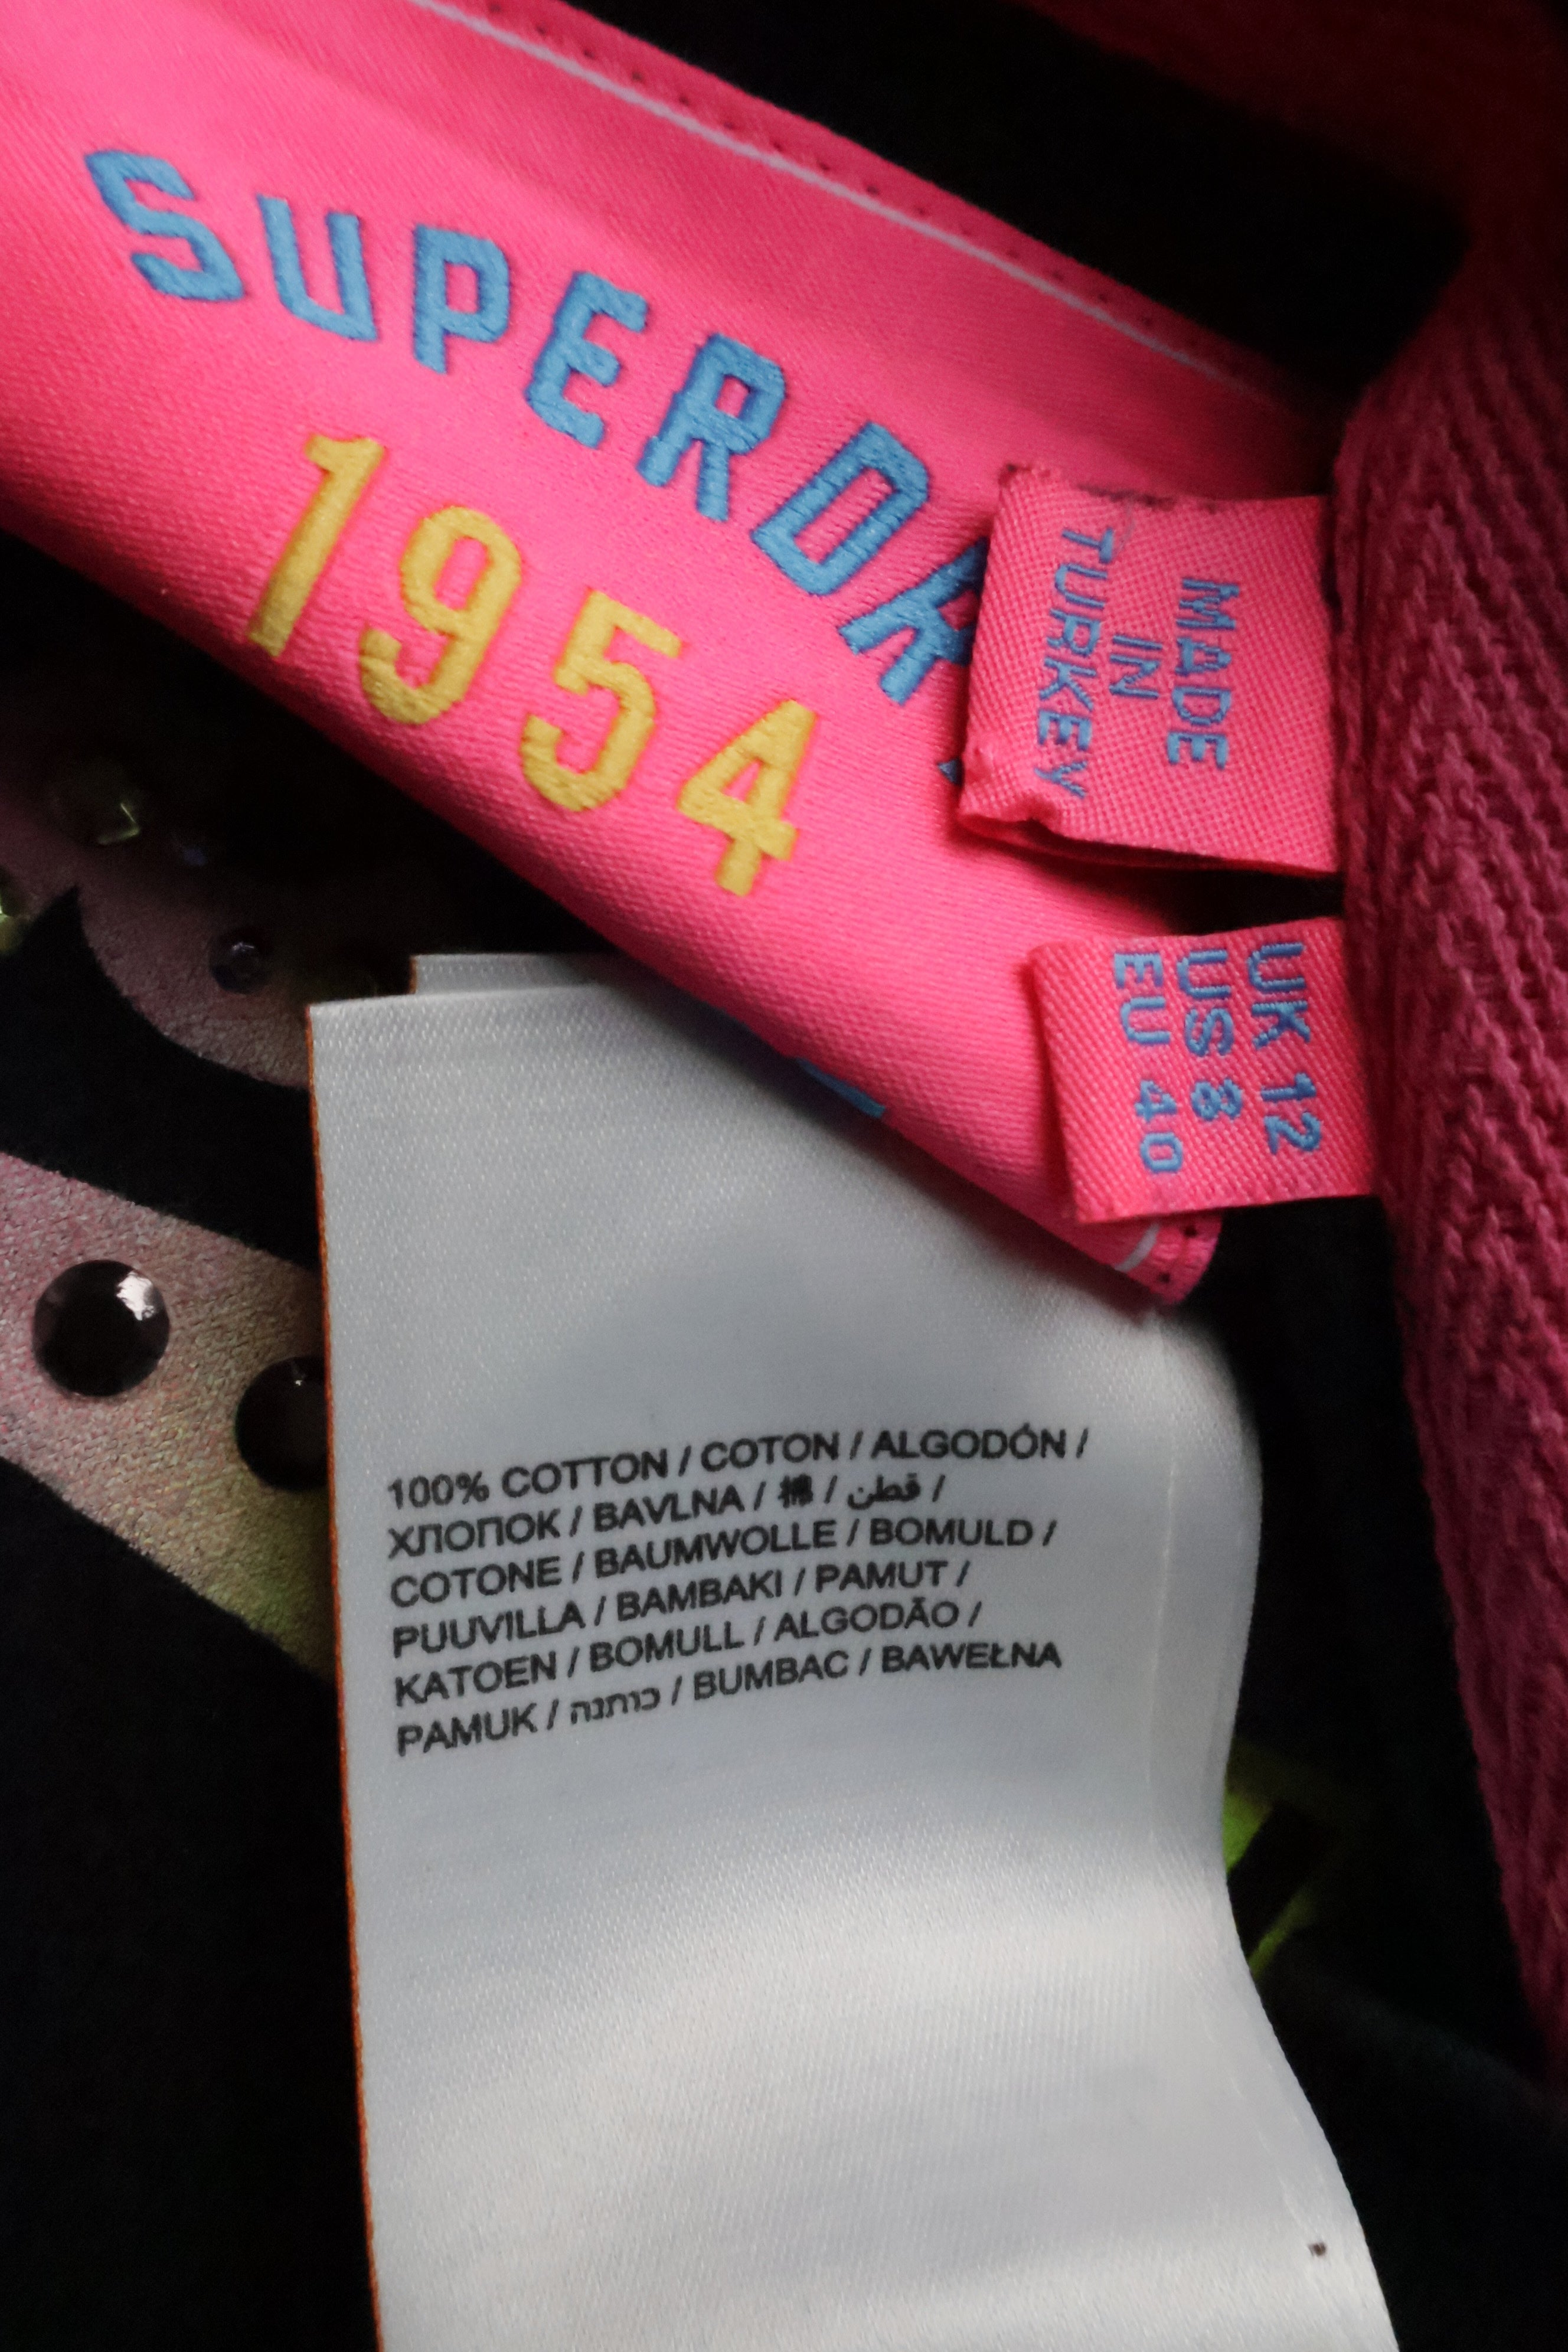 SUPERDR
1954
MADE
IN
TURKEY
UK 12
US 8
EU 40
100% COTTON / COTON / ALGODÓN /
ХЛОПОК / BAVLNA / 棉 / قطن /
COTONE / BAUMWOLLE / BOMULD /
PUUVILLA / BAMBAKI / PAMUT /
KATOEN / BOMULL / ALGODÃO /
PAMUK / כותנה / BUMBAC / BAWEŁNA